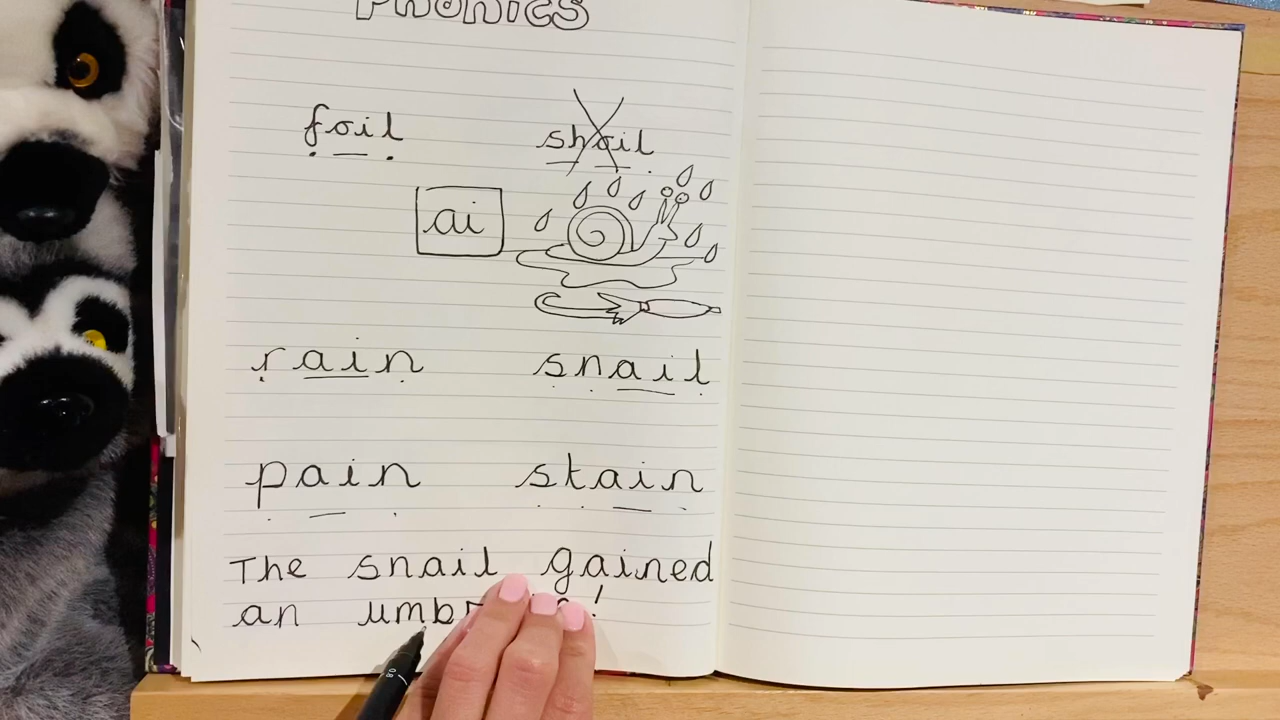 PHONICS
foil shoil
ai
rain snail
pain stain
The snail gained
an